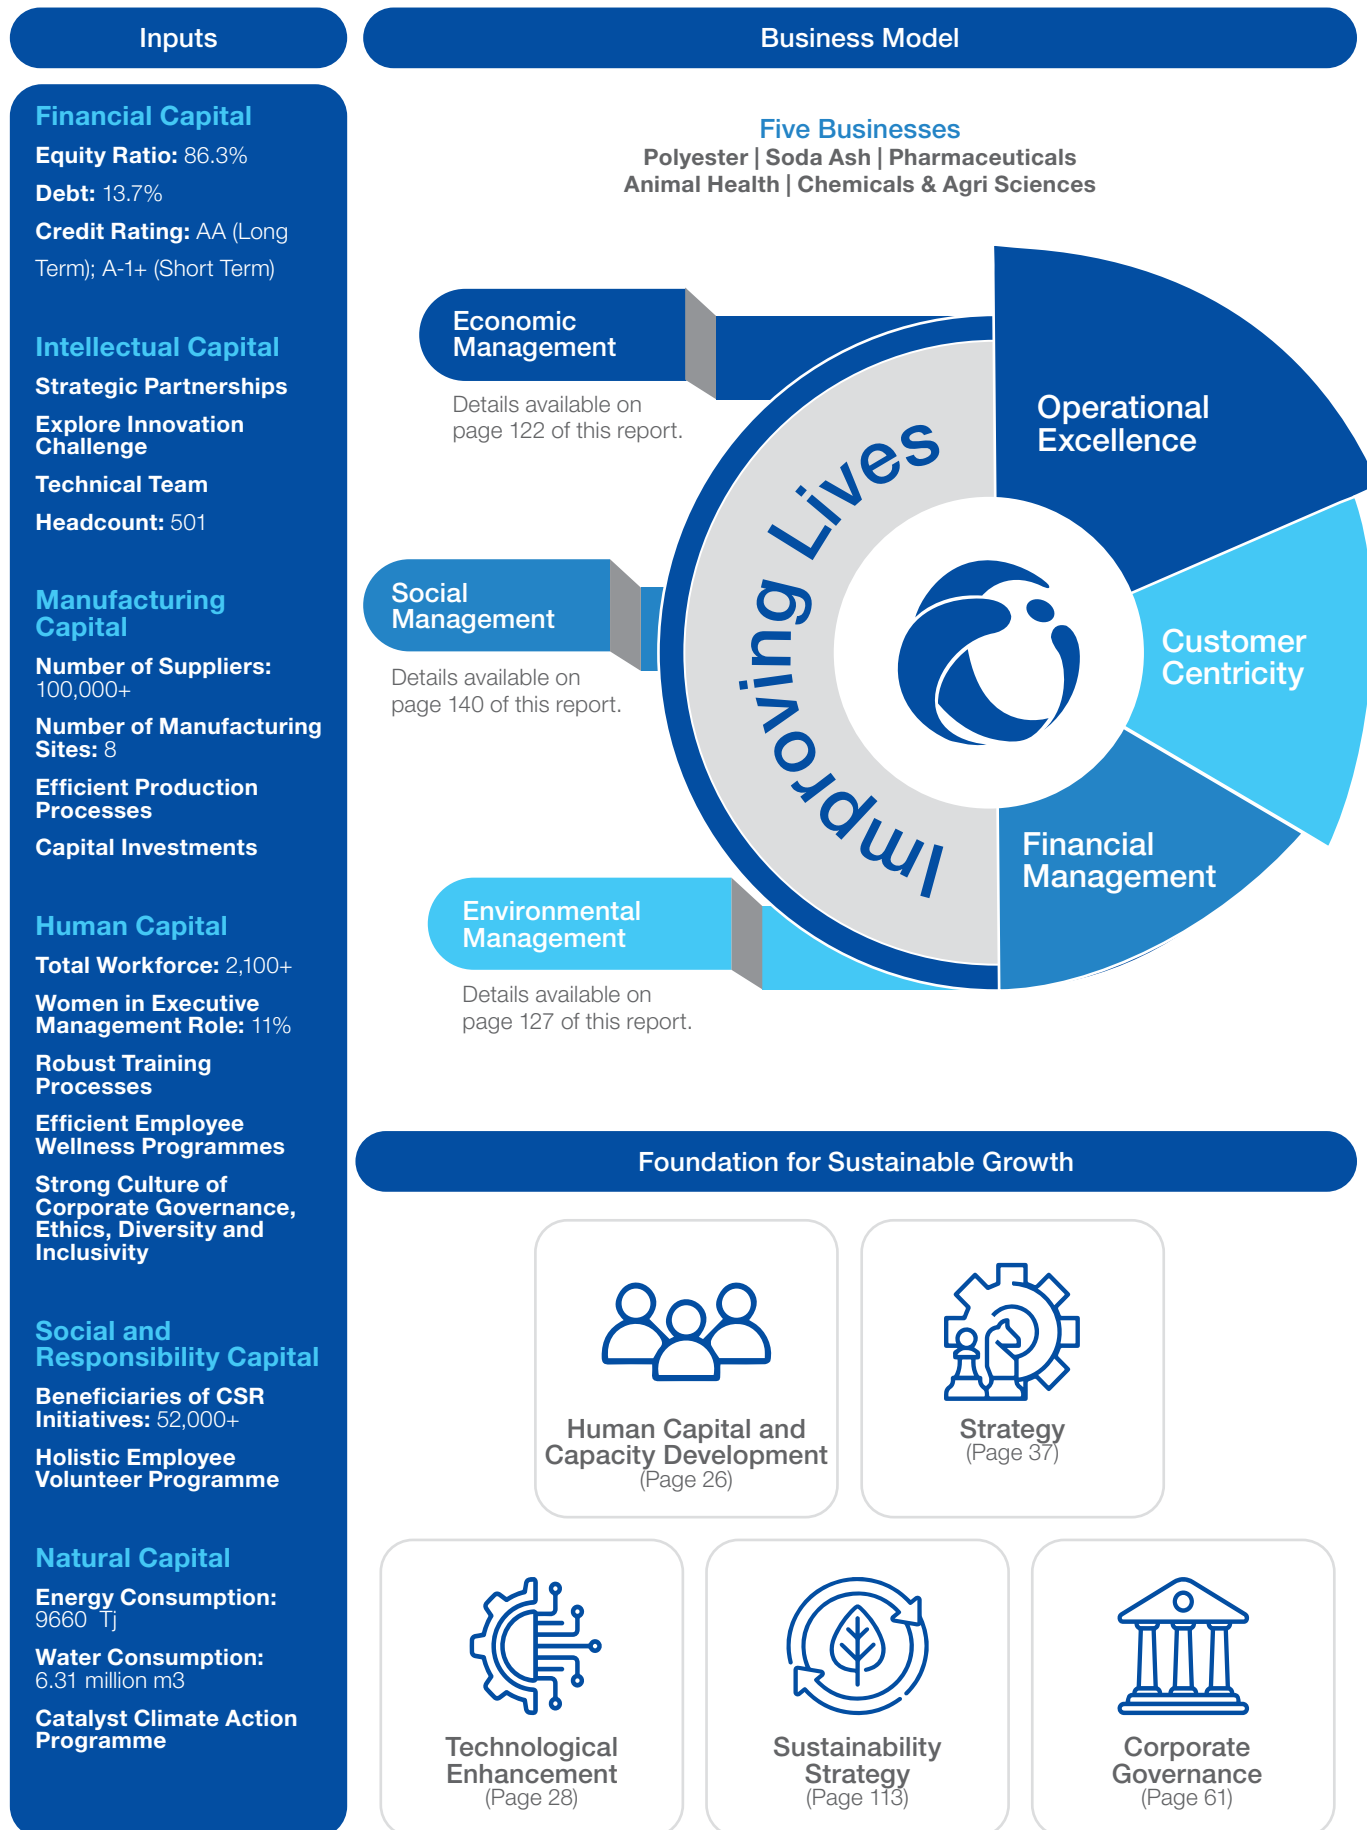 Inputs
Financial Capital
Equity Ratio: 86.3%
Debt: 13.7%
Credit Rating: AA (Long
Term); A-1+ (Short Term)
Intellectual Capital
Strategic Partnerships
Explore Innovation
Challenge
Technical Team
Headcount: 501
Manufacturing
Capital
Number of Suppliers:
100,000+
Number of Manufacturing
Sites: 8
Efficient Production
Processes
Capital Investments
Human Capital
Total Workforce: 2,100+
Women in Executive
Management Role: 11%
Robust Training
Processes
Efficient Employee
Wellness Programmes
Strong Culture of
Corporate Governance,
Ethics, Diversity and
Inclusivity
Social and
Responsibility Capital
Beneficiaries of CSR
Initiatives: 52,000+
Holistic Employee
Volunteer Programme
Natural Capital
Energy Consumption:
9660 Tj
Water Consumption:
6.31 million m3
Catalyst Climate Action
Programme
Business Model
Five Businesses
Polyester | Soda Ash | Pharmaceuticals
Animal Health | Chemicals & Agri Sciences
Economic
Management
Details available on
page 122 of this report.
Social
Management
Details available on
page 140 of this report.
Environmental
Management
Details available on
page 127 of this report.
Improving Lives
Operational
Excellence
Customer
Centricity
Financial
Management
Foundation for Sustainable Growth
Human Capital and
Capacity Development
(Page 26)
Strategy
(Page 37)
Technological
Enhancement
(Page 28)
Sustainability
Strategy
(Page 113)
Corporate
Governance
(Page 61)